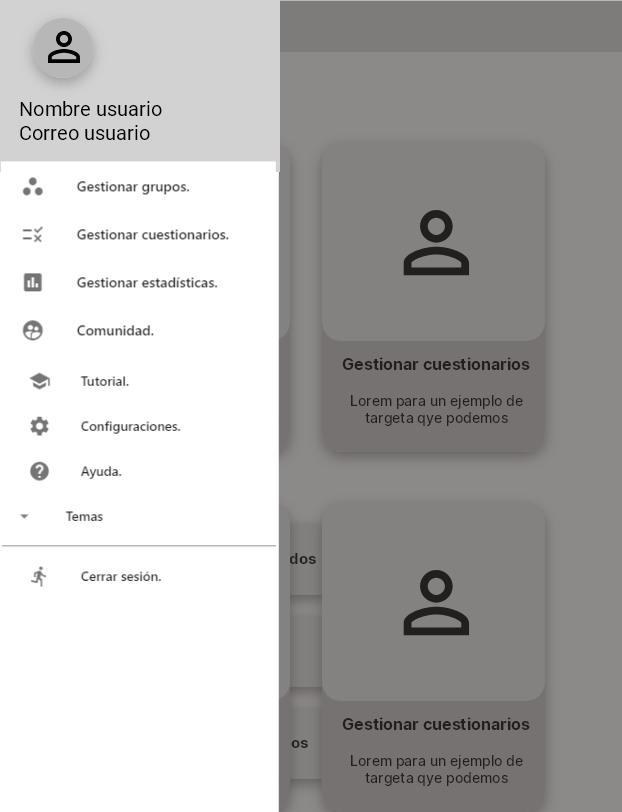 Nombre usuario
Correo usuario
Gestionar grupos.
Gestionar cuestionarios.
Gestionar estadísticas.
Comunidad.
Tutorial.
Configuraciones.
Ayuda.
Temas
Cerrar sesión.
Gestionar cuestionarios
Lorem para un ejemplo de
targeta qye podemos
dos
os
Gestionar cuestionarios
Lorem para un ejemplo de
targeta qye podemos